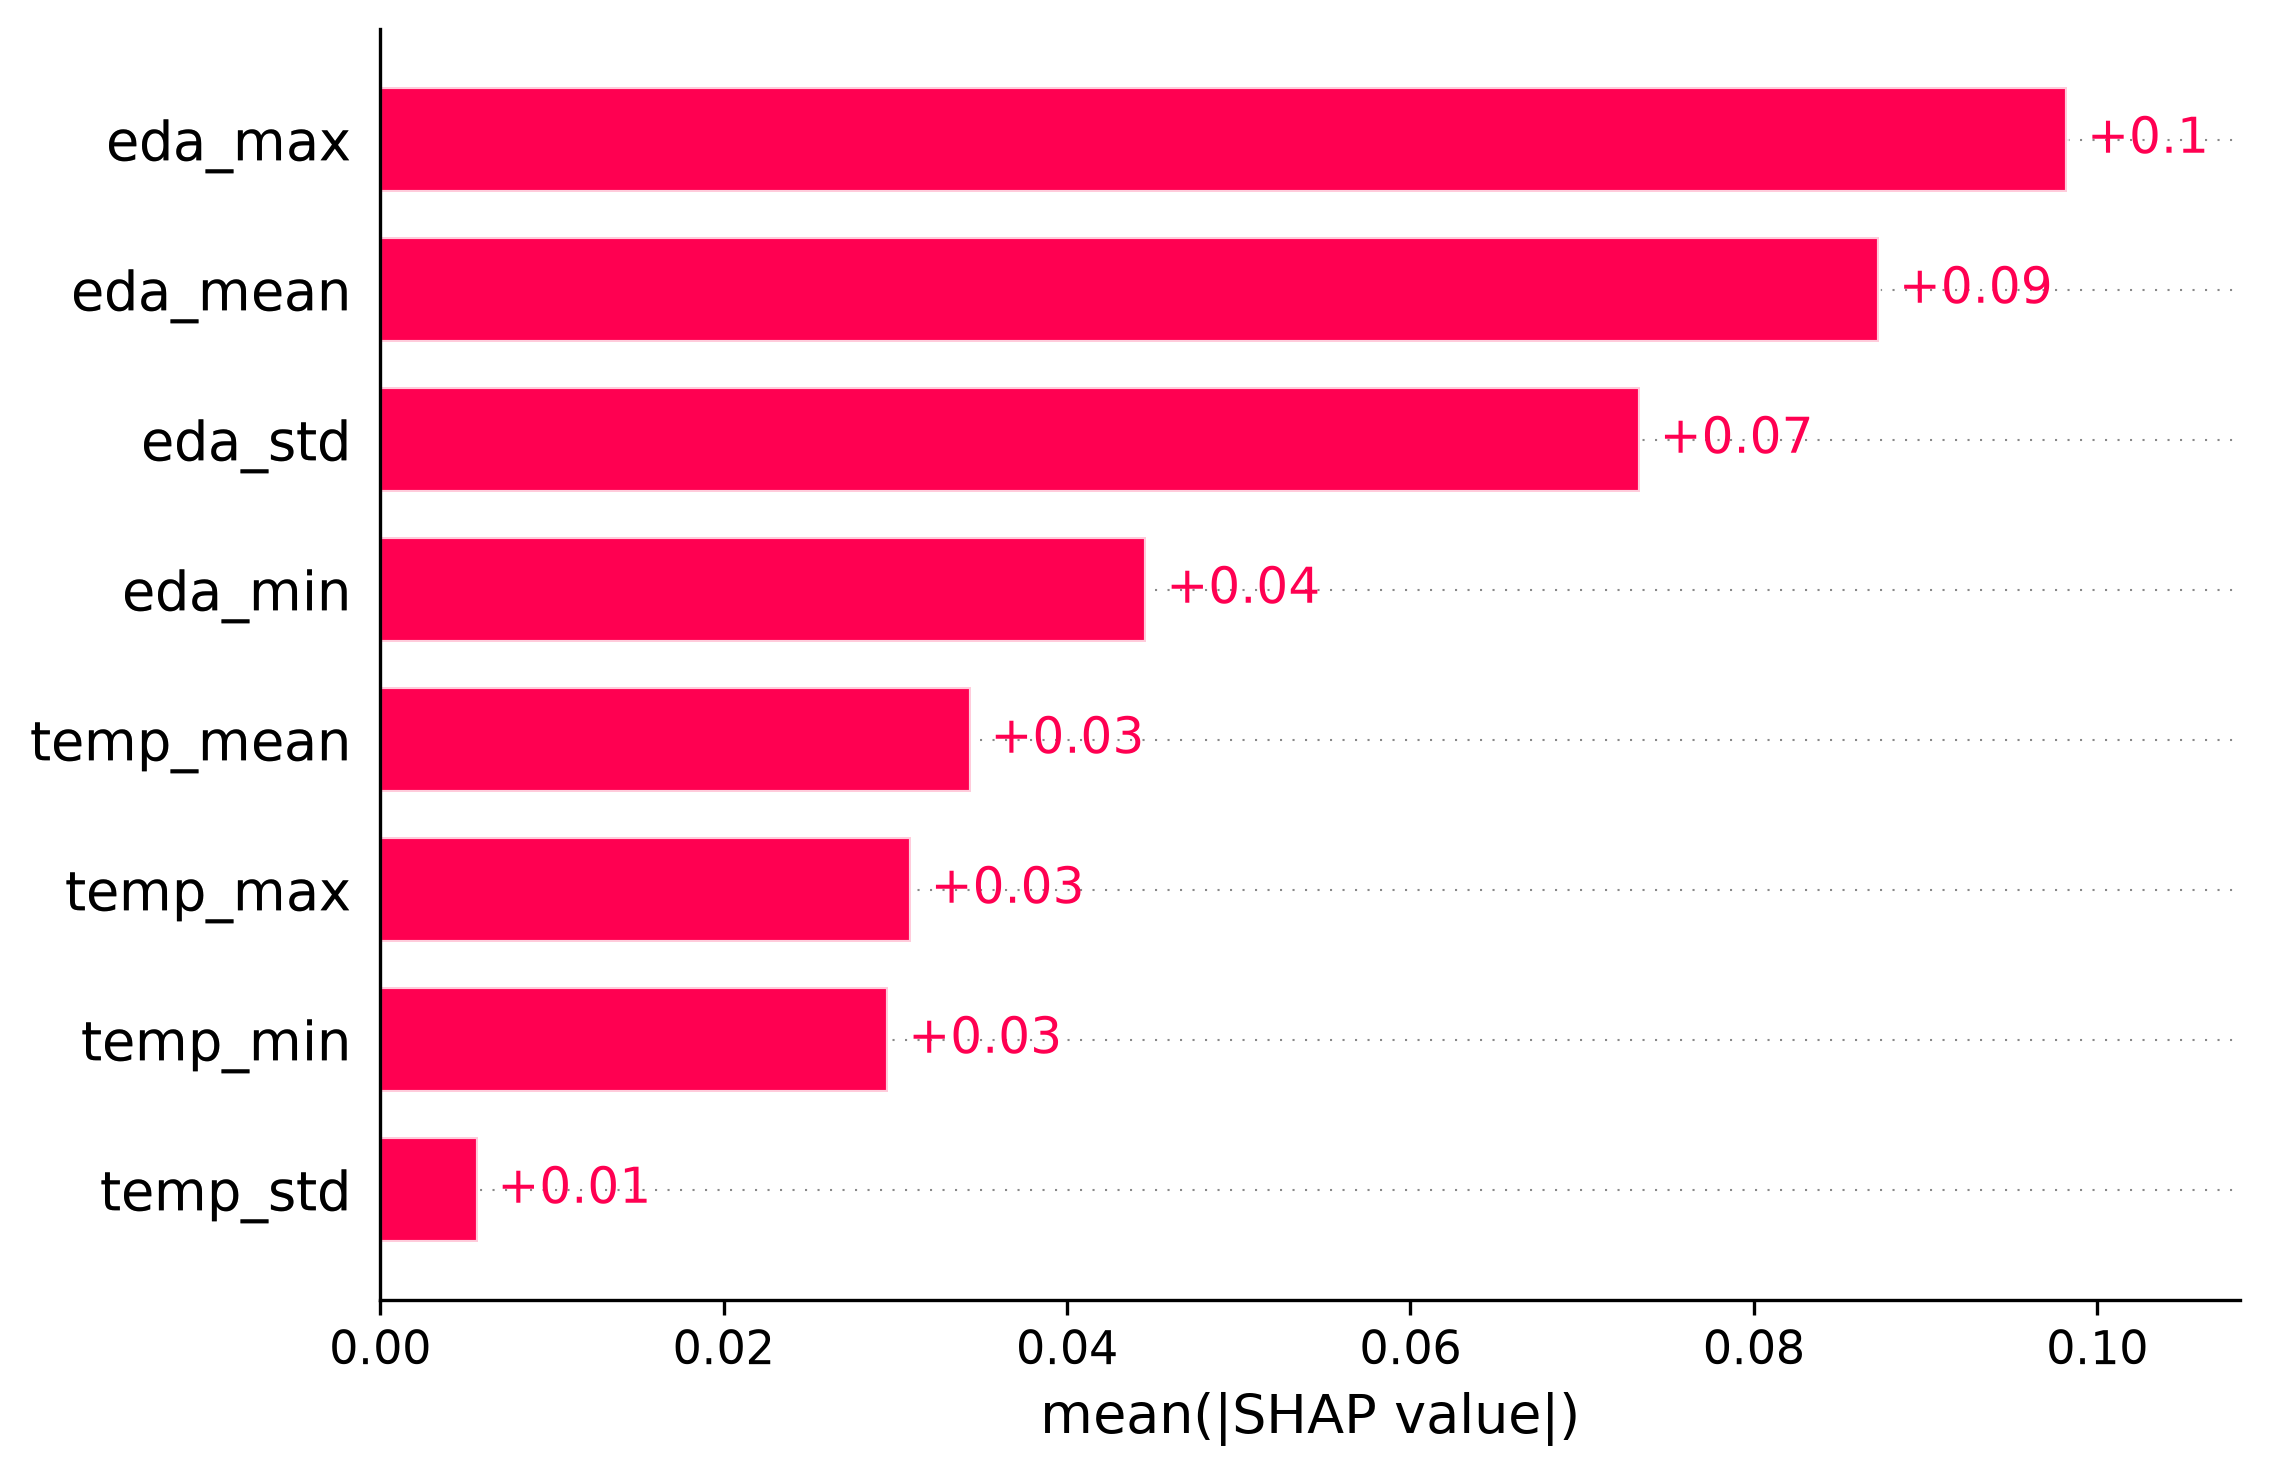 eda_max +0.1
eda_mean +0.09
eda_std +0.07
eda_min +0.04
temp_mean +0.03
temp_max +0.03
temp_min +0.03
temp_std +0.01
0.00 0.02 0.04 0.06 0.08 0.10
mean(|SHAP value|)